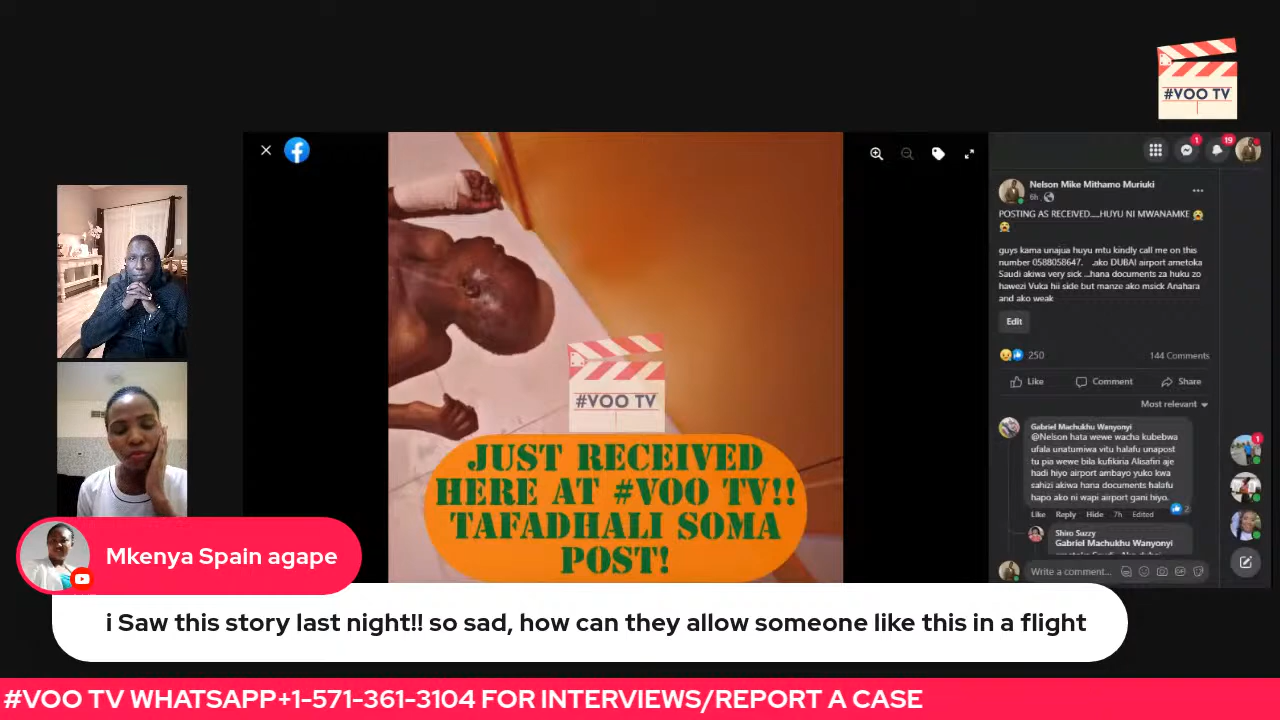 #VOO TV
1
19
Nelson Mike Mithamo Muriuki
6h
POSTING AS RECEIVED....HUYU NI MWANAMKE
guys kama unajua huyu mtu kindly call me on this
number 0588058647. .ako DUBAI airport ametoka
Saudi akiwa very sick ...hana documents za huku zo
hawezi Vuka hii side but manze ako msick Anahara
and ako weak
Edit
250
144 Comments
Like
Comment
Share
Most relevant
Gabriel Machukhu Wanyonyi
@Nelson hata wewe wacha kubebwa
ufala unatumiwa vitu halafu unapost
tu pia wewe bila kufikiria Alisafiri aje
hadi hiyo airport ambayo yuko kwa
sahizi akiwa hana documents halafu
hapo ako ni wapi airport gani hiyo.
2
Like Reply Hide 7h Edited
Shiro Suzzy
Gabriel Machukhu Wanyonyi
Write a comment...
1
#VOO TV
JUST RECEIVED
HERE AT #VOO TV!!
TAFADHALI SOMA
POST!
Mkenya Spain agape
i Saw this story last night!! so sad, how can they allow someone like this in a flight
#VOO TV WHATSAPP+1-571-361-3104 FOR INTERVIEWS/REPORT A CASE